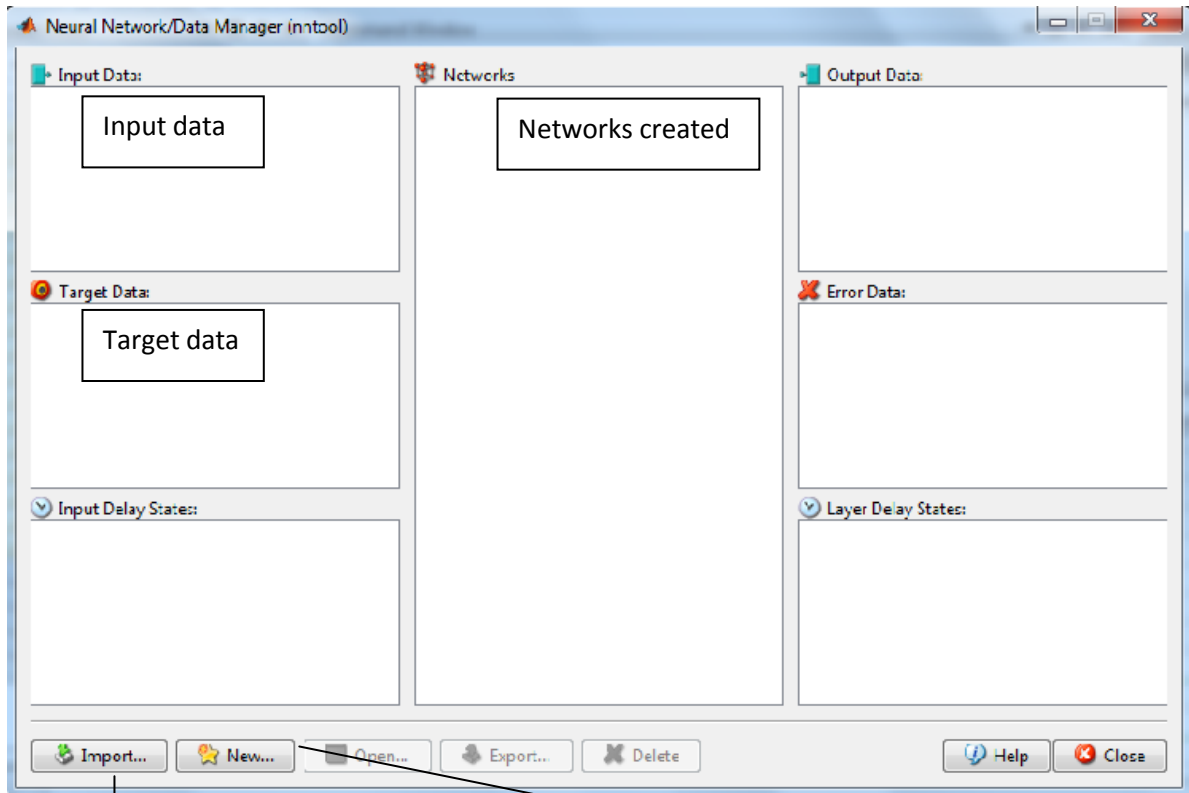 Neural Network/Data Manager (nntool)
Input Data:
Input data
Networks
Networks created
Output Data:
Target Data:
Target data
Error Data:
Input Delay States:
Layer Delay States:
Import...
New...
Open...
Export...
Delete
Help
Close